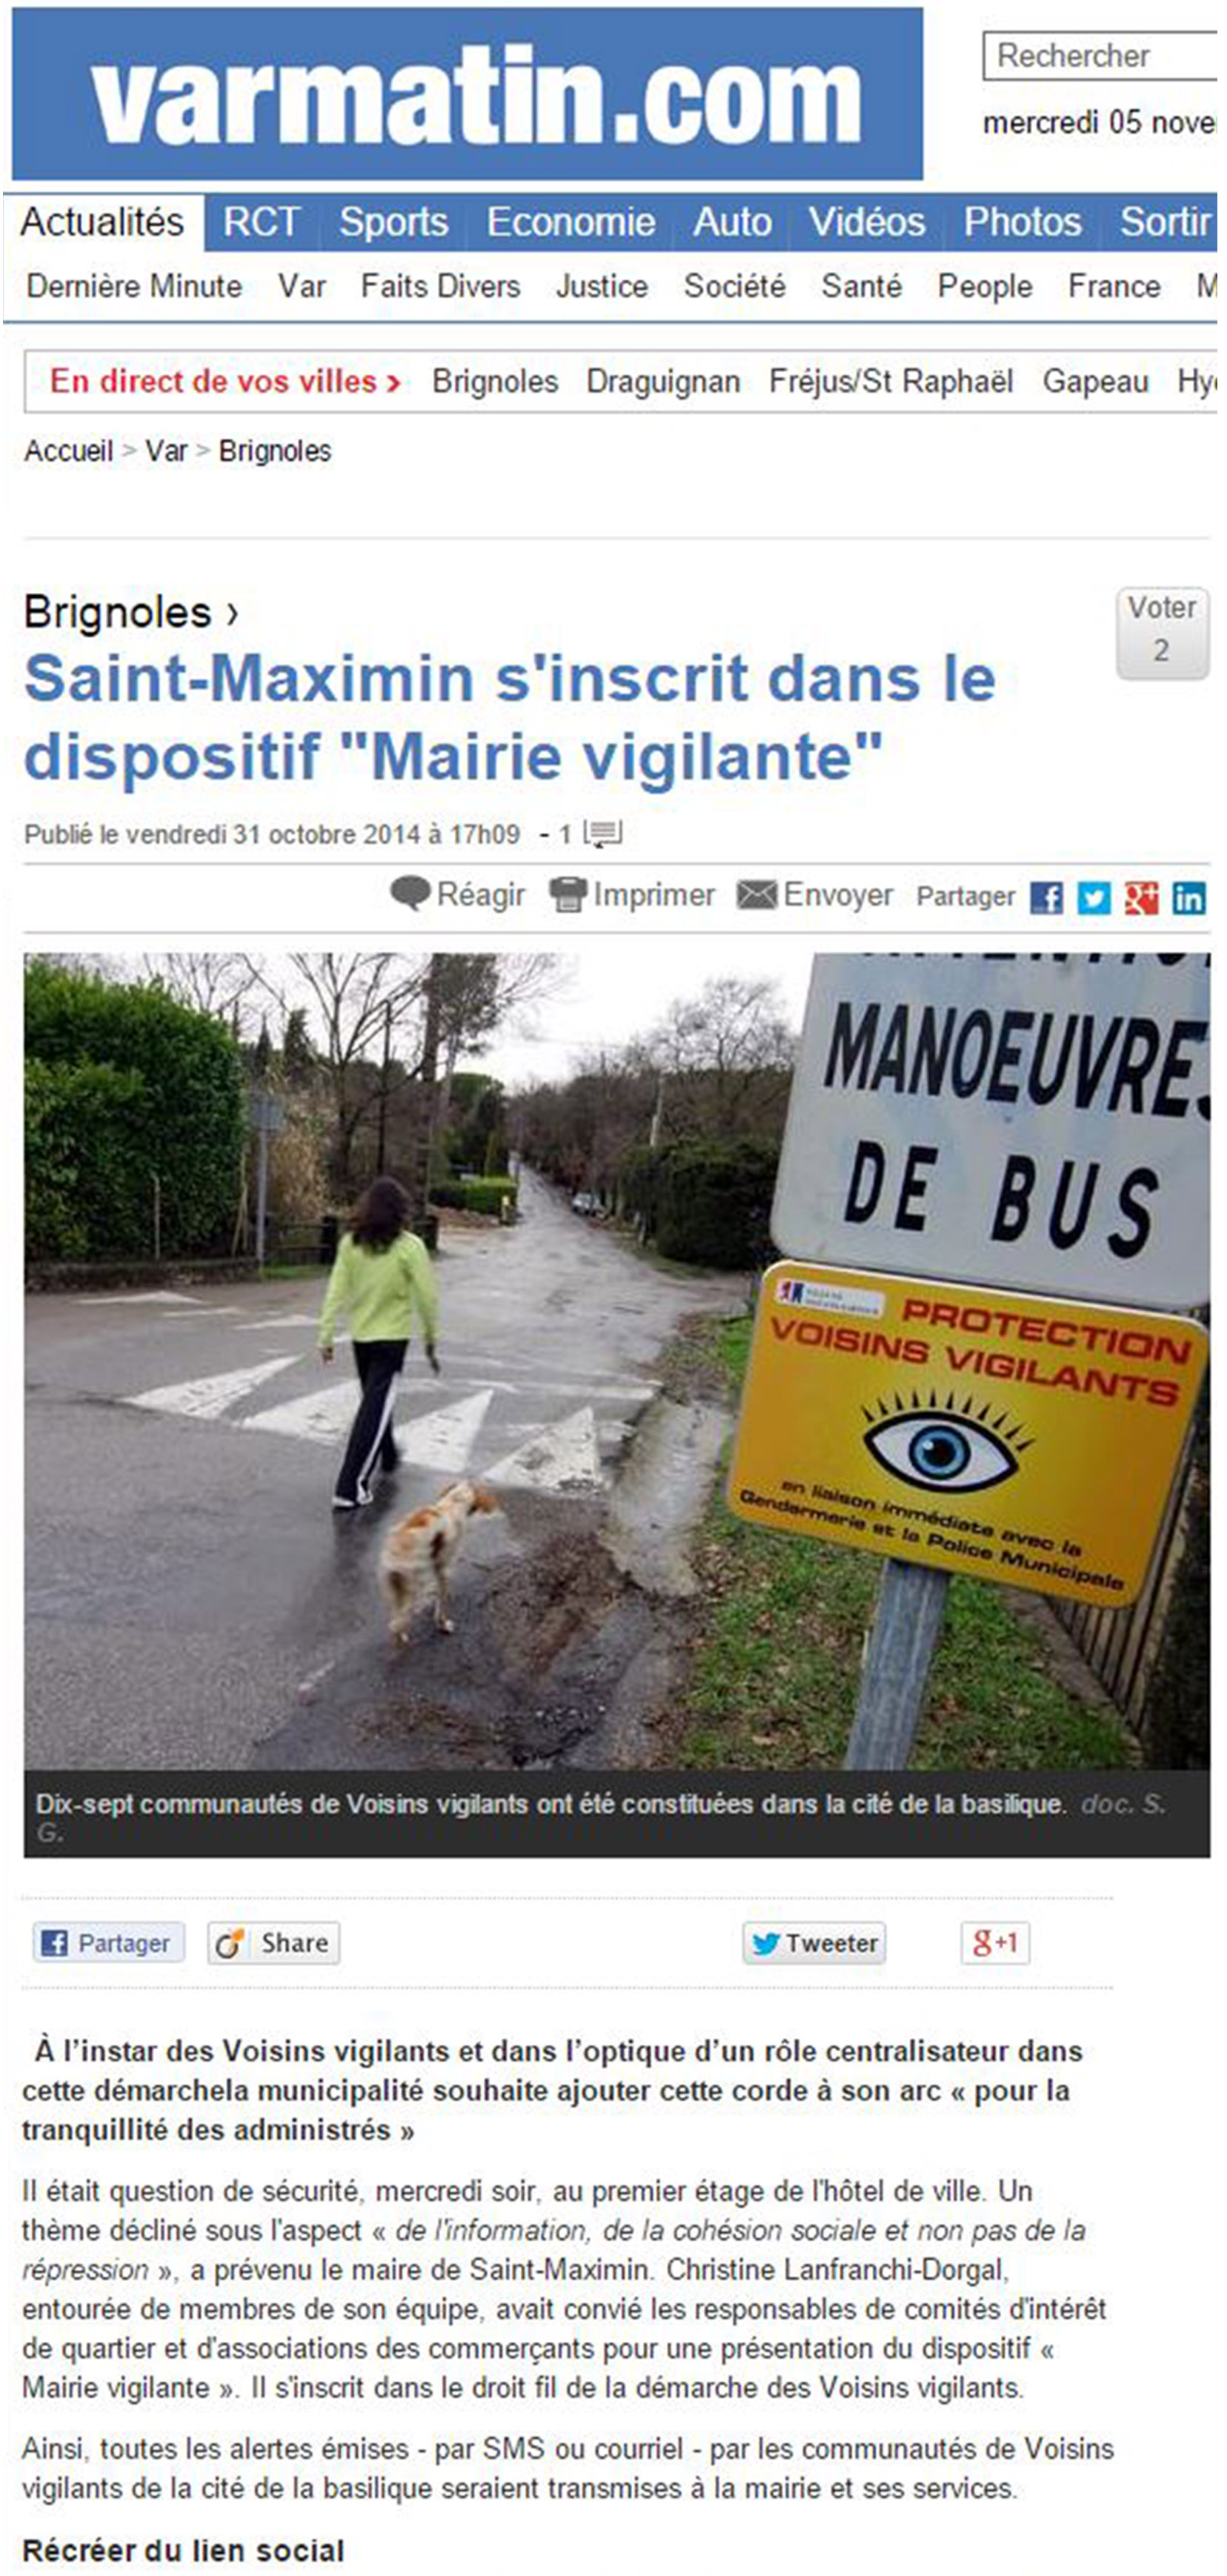 varmatin.com
Rechercher
mercredi 05 nove
Actualités RCT Sports Economie Auto Vidéos Photos Sortir
Dernière Minute Var Faits Divers Justice Société Santé People France M
En direct de vos villes > Brignoles Draguignan Fréjus/St Raphaël Gapeau Hy
Accueil > Var > Brignoles
Brignoles ›
Voter
2
Saint-Maximin s'inscrit dans le
dispositif "Mairie vigilante"
Publié le vendredi 31 octobre 2014 à 17h09 - 1
Réagir Imprimer Envoyer Partager
MANOEUVRES
DE BUS
PROTECTION
VOISINS VIGILANTS
en liaison immédiate avec la
Gendarmerie et la Police Municipale
Dix-sept communautés de Voisins vigilants ont été constituées dans la cité de la basilique. doc. S.
G.
Partager Share Tweeter g+1
À l’instar des Voisins vigilants et dans l’optique d’un rôle centralisateur dans
cette démarchela municipalité souhaite ajouter cette corde à son arc « pour la
tranquillité des administrés »
Il était question de sécurité, mercredi soir, au premier étage de l'hôtel de ville. Un
thème décliné sous l'aspect « de l'information, de la cohésion sociale et non pas de la
répression », a prévenu le maire de Saint-Maximin. Christine Lanfranchi-Dorgal,
entourée de membres de son équipe, avait convié les responsables de comités d'intérêt
de quartier et d'associations des commerçants pour une présentation du dispositif «
Mairie vigilante ». Il s'inscrit dans le droit fil de la démarche des Voisins vigilants.
Ainsi, toutes les alertes émises - par SMS ou courriel - par les communautés de Voisins
vigilants de la cité de la basilique seraient transmises à la mairie et ses services.
Récréer du lien social